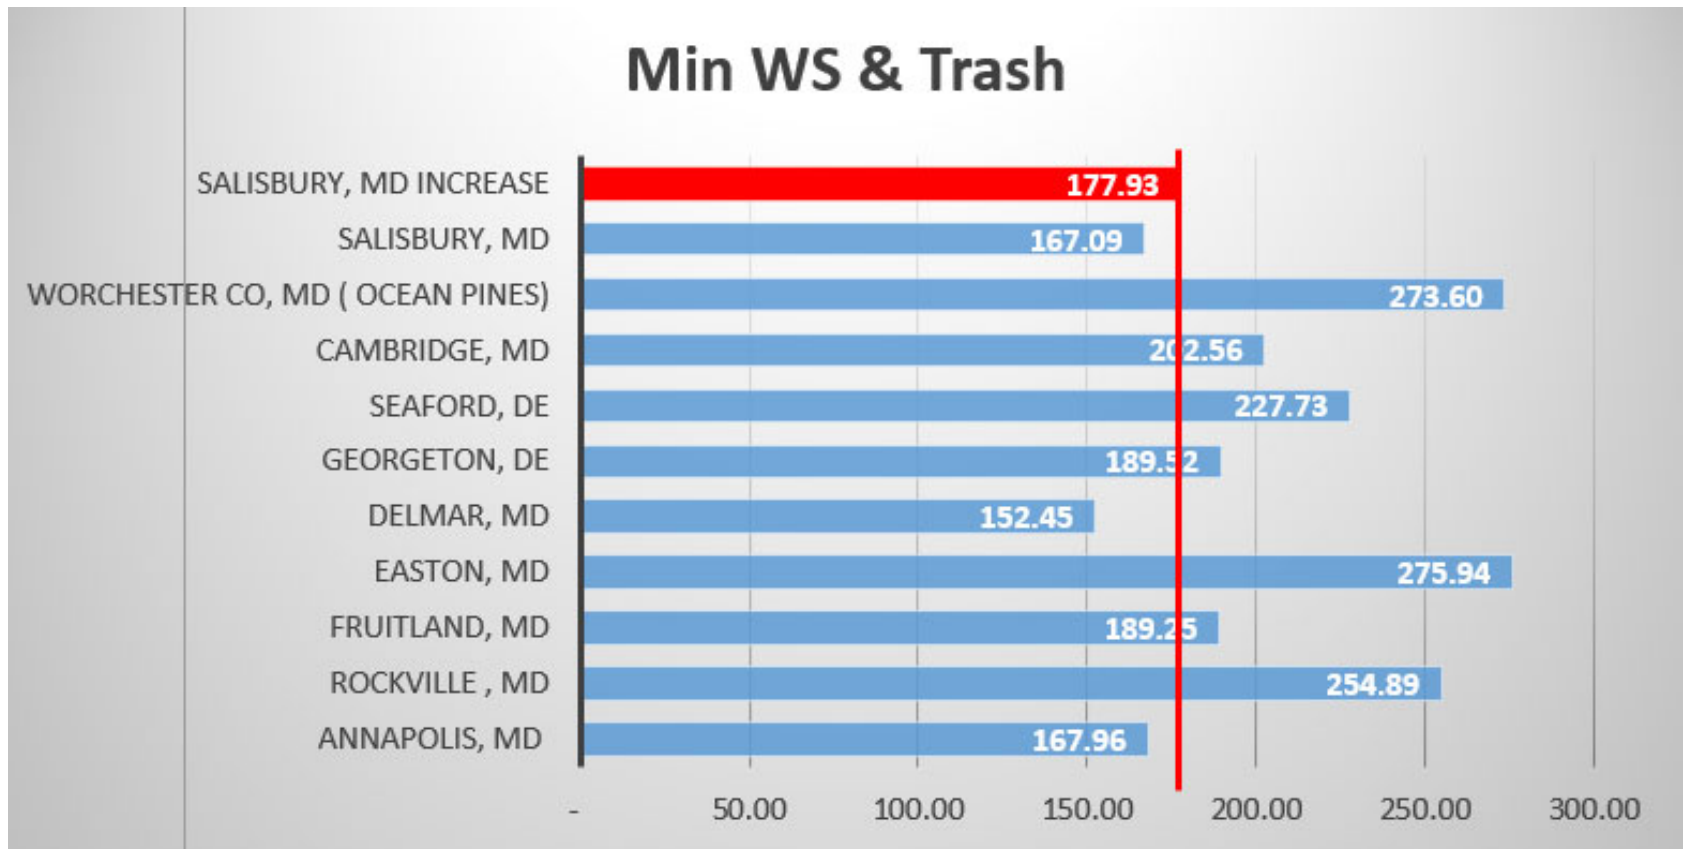 Min WS & Trash
SALISBURY, MD INCREASE 177.93
SALISBURY, MD 167.09
WORCHESTER CO, MD ( OCEAN PINES) 273.60
CAMBRIDGE, MD 202.56
SEAFORD, DE 227.73
GEORGETON, DE 189.52
DELMAR, MD 152.45
EASTON, MD 275.94
FRUITLAND, MD 189.25
ROCKVILLE , MD 254.89
ANNAPOLIS, MD 167.96
- 50.00 100.00 150.00 200.00 250.00 300.00